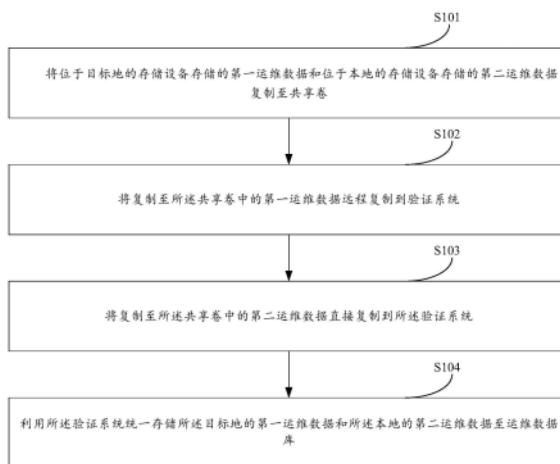 S101
将位于目标地的存储设备存储的第一运维数据和位于本地的存储设备存储的第二运维数据
复制至共享卷
S102
将复制至所述共享卷中的第一运维数据远程复制到验证系统
S103
将复制至所述共享卷中的第二运维数据直接复制到所述验证系统
S104
利用所述验证系统统一存储所述目标地的第一运维数据和所述本地的第二运维数据至运维数据
库